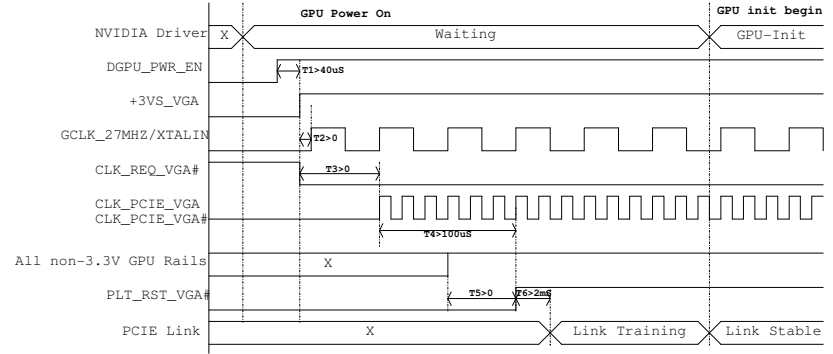 GPU Power On GPU init begin
NVIDIA Driver X Waiting GPU-Init
DGPU_PWR_EN T1>40uS
+3VS_VGA
GCLK_27MHZ/XTALIN T2>0
CLK_REQ_VGA# T3>0
CLK_PCIE_VGA
CLK_PCIE_VGA#
T4>100uS
All non-3.3V GPU Rails X
PLT_RST_VGA# T5>0 T6>2mS
PCIE Link X Link Training Link Stable